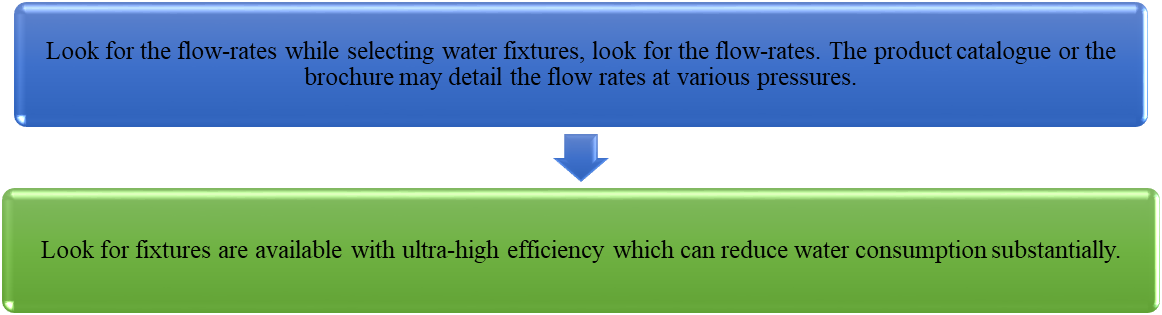 Look for the flow-rates while selecting water fixtures, look for the flow-rates. The product catalogue or the
brochure may detail the flow rates at various pressures.
Look for fixtures are available with ultra-high efficiency which can reduce water consumption substantially.